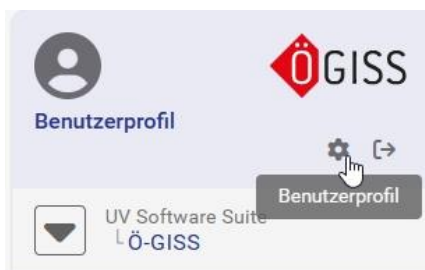 ÖGISS
Benutzerprofil
Benutzerprofil
UV Software Suite
Ö-GISS